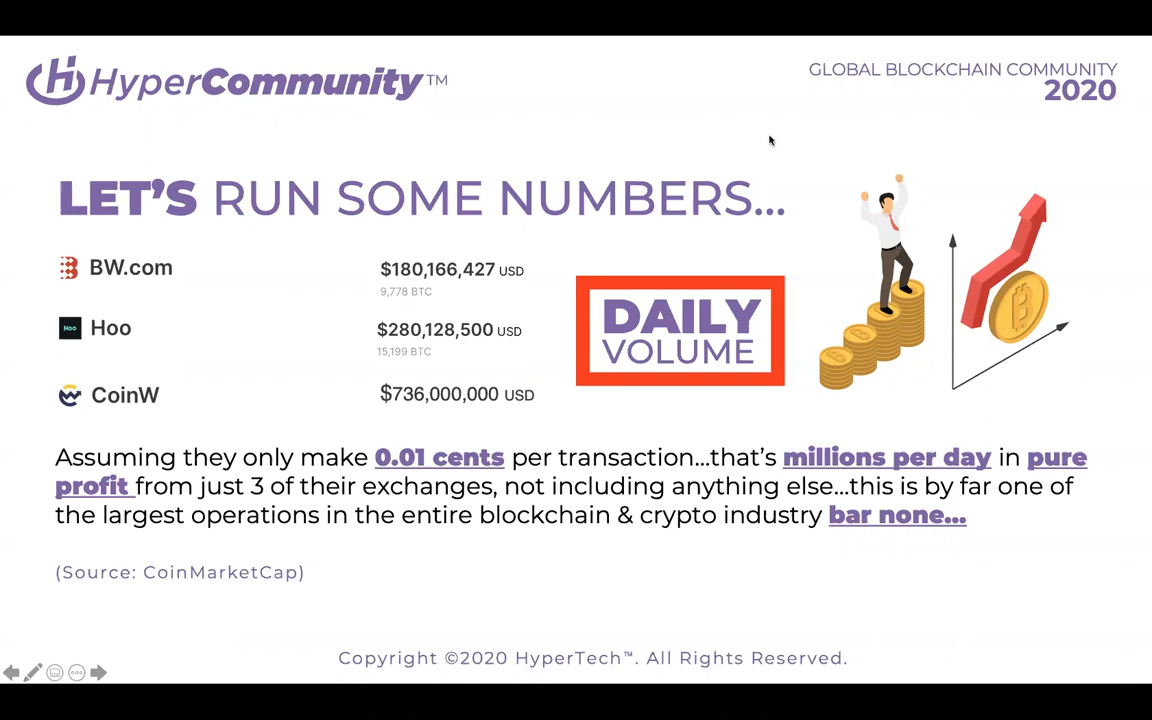 HyperCommunity™
GLOBAL BLOCKCHAIN COMMUNITY
2020
LET'S RUN SOME NUMBERS...
BW.com $180,166,427 USD
9,778 BTC
Hoo Hoo $280,128,500 USD
15,199 BTC
CoinW $736,000,000 USD
DAILY
VOLUME
Assuming they only make 0.01 cents per transaction...that's millions per day in pure
profit from just 3 of their exchanges, not including anything else...this is by far one of
the largest operations in the entire blockchain & crypto industry bar none...
(Source: CoinMarketCap)
Copyright ©2020 HyperTech™. All Rights Reserved.